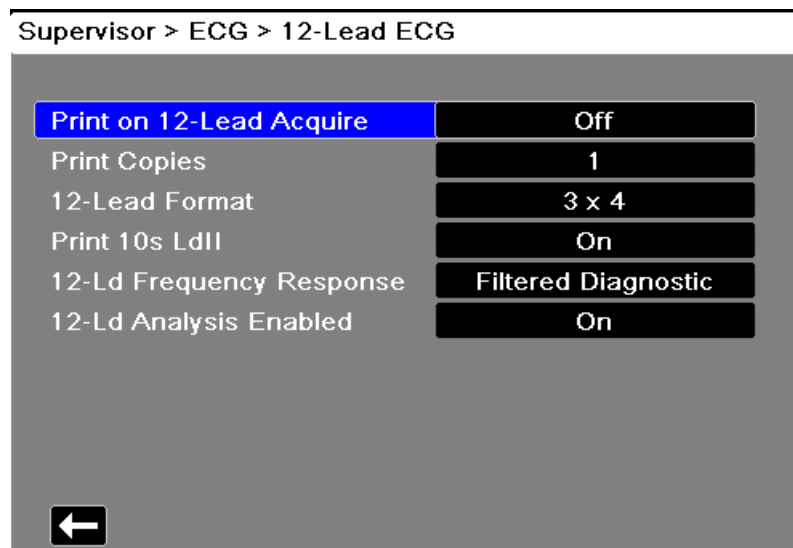 Supervisor > ECG > 12-Lead ECG
Print on 12-Lead Acquire Off
Print Copies 1
12-Lead Format 3 x 4
Print 10s LdII On
12-Ld Frequency Response Filtered Diagnostic
12-Ld Analysis Enabled On